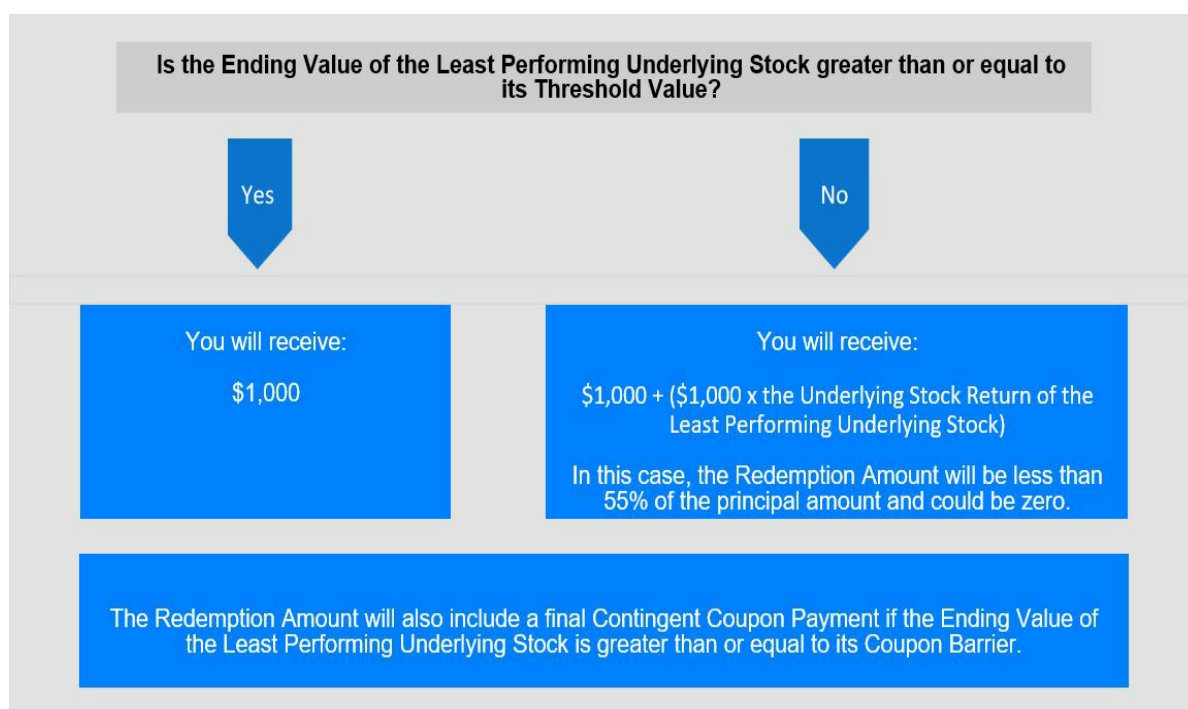 Is the Ending Value of the Least Performing Underlying Stock greater than or equal to
its Threshold Value?
Yes
No
You will receive:
$1,000
You will receive:
$1,000 + ($1,000 x the Underlying Stock Return of the
Least Performing Underlying Stock)
In this case, the Redemption Amount will be less than
55% of the principal amount and could be zero.
The Redemption Amount will also include a final Contingent Coupon Payment if the Ending Value of
the Least Performing Underlying Stock is greater than or equal to its Coupon Barrier.